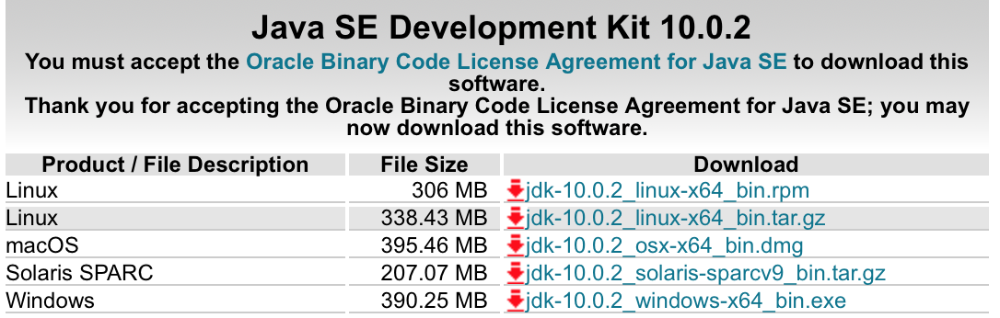 Java SE Development Kit 10.0.2
You must accept the Oracle Binary Code License Agreement for Java SE to download this
software.
Thank you for accepting the Oracle Binary Code License Agreement for Java SE; you may
now download this software.
Product / File Description File Size Download
Linux 306 MB jdk-10.0.2_linux-x64_bin.rpm
Linux 338.43 MB jdk-10.0.2_linux-x64_bin.tar.gz
macOS 395.46 MB jdk-10.0.2_osx-x64_bin.dmg
Solaris SPARC 207.07 MB jdk-10.0.2_solaris-sparcv9_bin.tar.gz
Windows 390.25 MB jdk-10.0.2_windows-x64_bin.exe